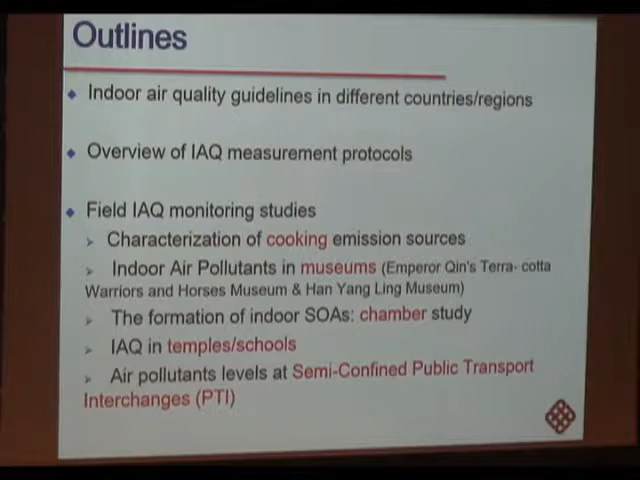 Outlines
Indoor air quality guidelines in different countries/regions
Overview of IAQ measurement protocols
Field IAQ monitoring studies
Characterization of cooking emission sources
Indoor Air Pollutants in museums (Emperor Qin's Terra- cotta
Warriors and Horses Museum & Han Yang Ling Museum)
The formation of indoor SOAs: chamber study
IAQ in temples/schools
Air pollutants levels at Semi-Confined Public Transport
Interchanges (PTI)